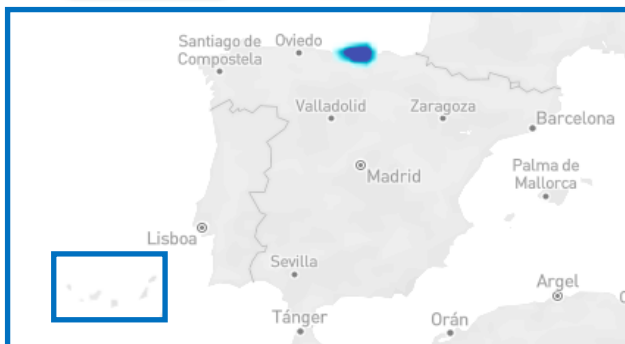 Santiago de
Compostela
Oviedo
Valladolid
Zaragoza
Barcelona
Madrid
Palma de
Mallorca
Lisboa
Sevilla
Argel
Tánger
Orán